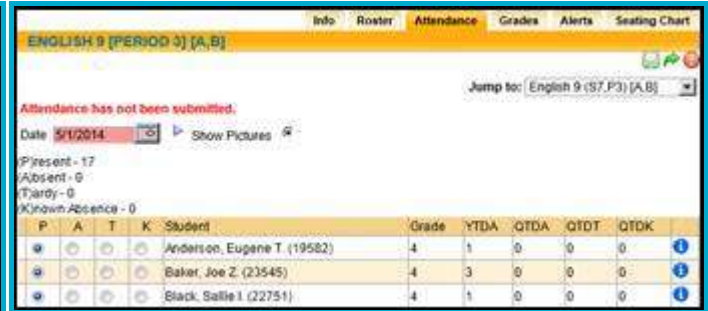 Info Roster Attendance Grades Alerts Seating Chart
ENGLISH 9 [PERIOD 3] [A,B]
Jump to: English 9 (S7,P3) [A,B]
Attendance has not been submitted.
Date 5/1/2014 Show Pictures
(P)resent - 17
(A)bsent - 0
(T)ardy - 0
(K)nown Absence - 0
P A T K Student Grade YTDA QTDA QTDT QTDK
Anderson, Eugene T. (19582) 4 1 0 0 0
Baker, Joe Z. (23545) 4 3 0 0 0
Black, Sallie I. (22751) 4 1 0 0 0